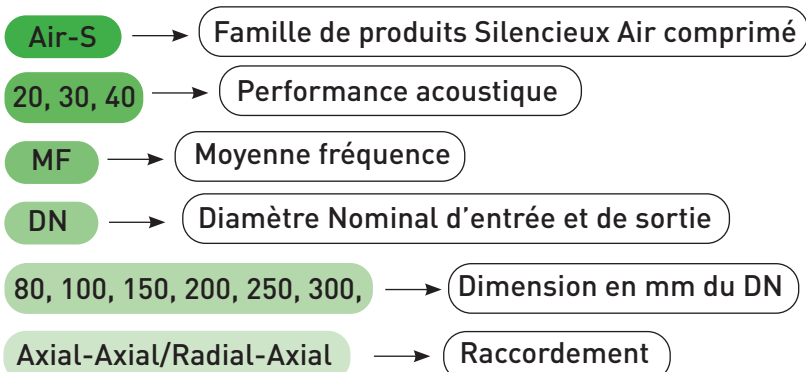 Air-S → Famille de produits Silencieux Air comprimé
20, 30, 40 → Performance acoustique
MF → Moyenne fréquence
DN → Diamètre Nominal d'entrée et de sortie
80, 100, 150, 200, 250, 300, → Dimension en mm du DN
Axial-Axial/Radial-Axial → Raccordement